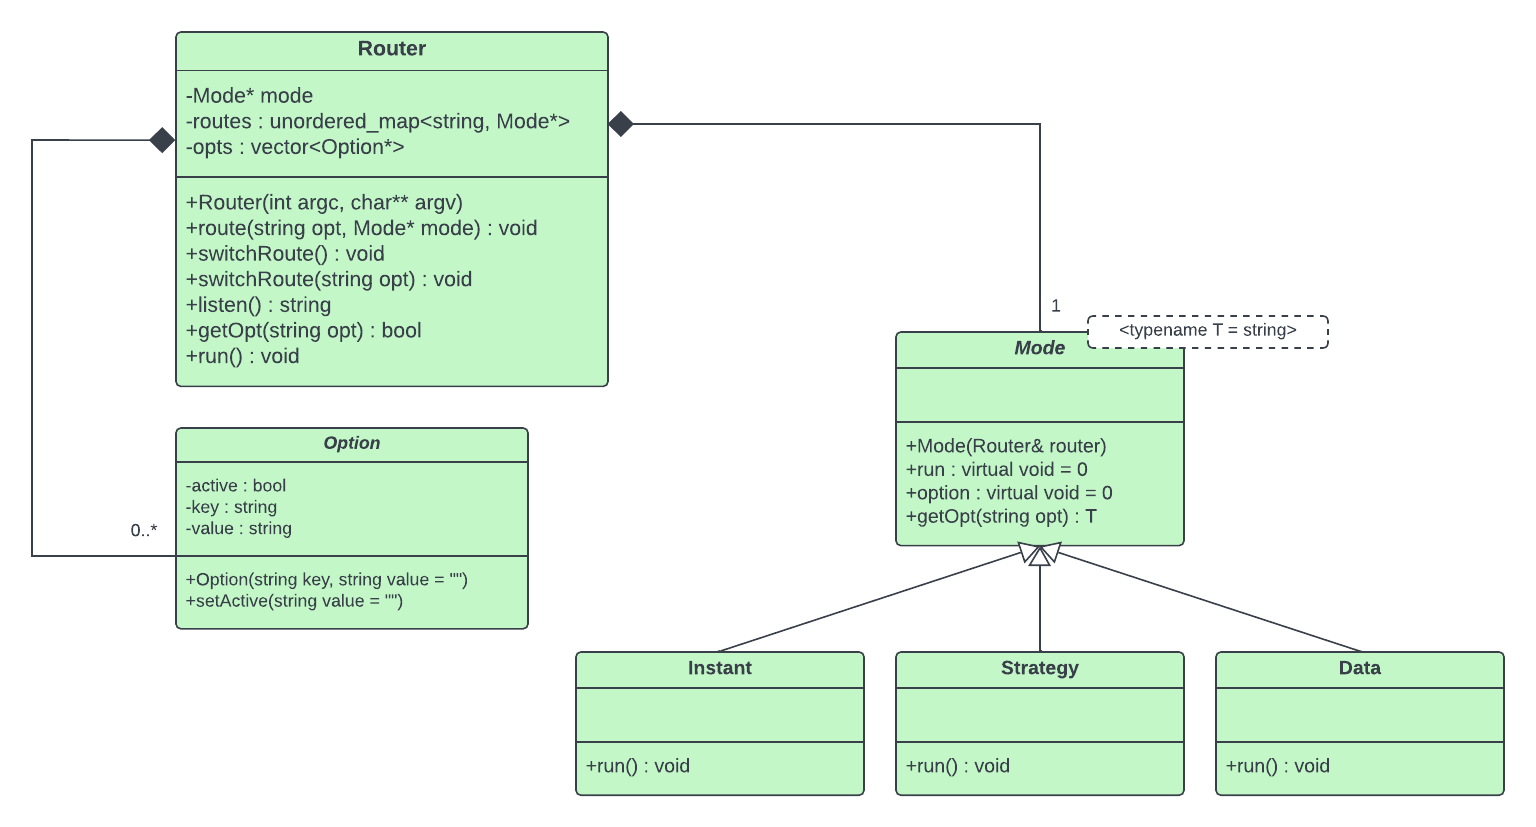 Router
-Mode* mode
-routes : unordered_map<string, Mode*>
-opts : vector<Option*>
+Router(int argc, char** argv)
+route(string opt, Mode* mode) : void
+switchRoute() : void
+switchRoute(string opt) : void
+listen() : string
+getOpt(string opt) : bool
+run() : void
1
<typename T = string>
Mode
+Mode(Router& router)
+run : virtual void = 0
+option : virtual void = 0
+getOpt(string opt) : T
Option
-active : bool
-key : string
-value : string
0..*
+Option(string key, string value = "")
+setActive(string value = "")
Instant
+run() : void
Strategy
+run() : void
Data
+run() : void